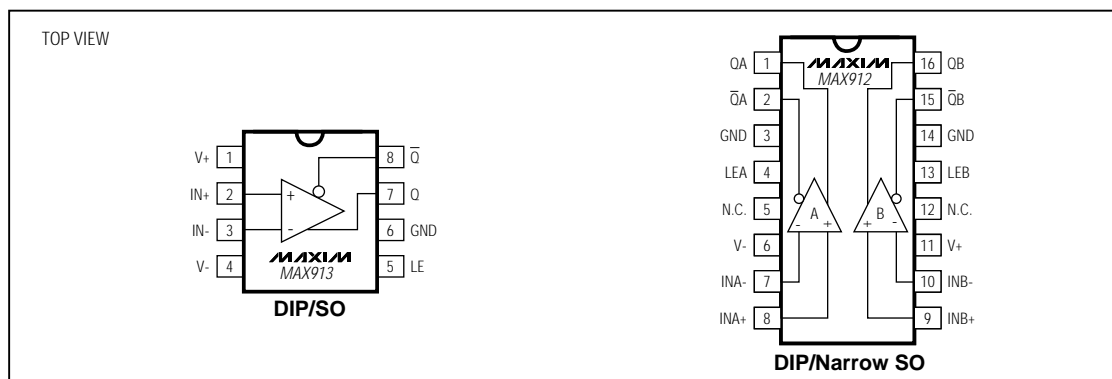 TOP VIEW
V+ 1
IN+ 2
IN- 3
V- 4
8 Q̅
7 Q
6 GND
5 LE
+
-
MAXIM
MAX913
DIP/SO
QA 1
Q̅A 2
GND 3
LEA 4
N.C. 5
V- 6
INA- 7
INA+ 8
MAXIM
MAX912
16 QB
15 Q̅B
14 GND
13 LEB
12 N.C.
11 V+
10 INB-
9 INB+
A B
- + + -
DIP/Narrow SO